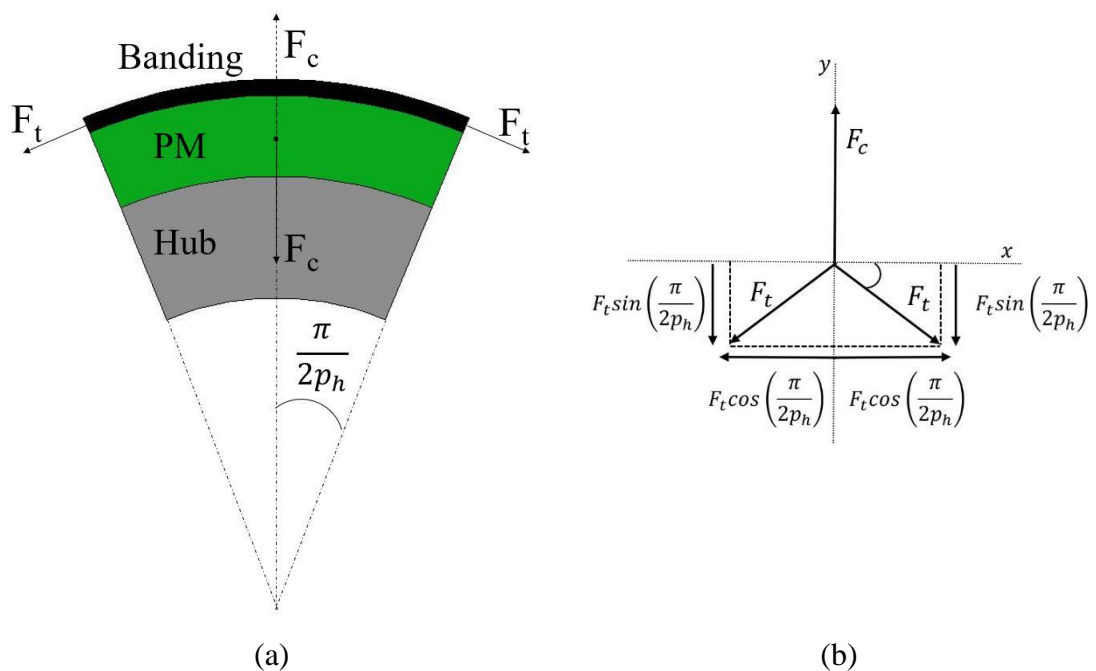 F_c
Banding
F_t
F_t
PM
Hub
F_c
π/2p_h
(a)
y
F_c
x
F_t sin(π/2p_h)
F_t
F_t
F_t sin(π/2p_h)
F_t cos(π/2p_h)
F_t cos(π/2p_h)
(b)